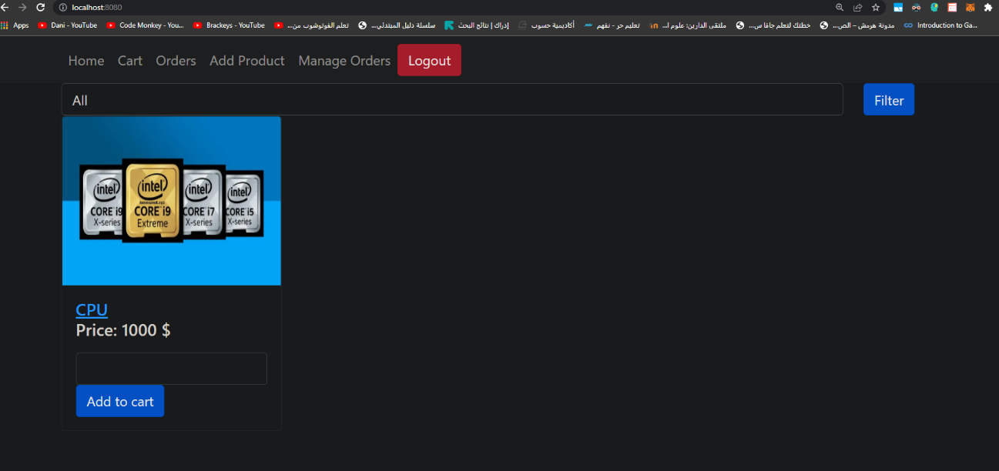 localhost:8080
Apps
Dani - YouTube
Code Monkey - You...
Brackeys - YouTube
تعلم الفوتوشوب من...
سلسلة دليل المبتدئي...
إدراك | نتائج البحث
أكاديمية حسوب
تعليم حر - نفهم
ملتقى الدارين: علوم ا...
خطتك لتعلم جافا س...
مدونة هرمش – الص...
Introduction to Ga...
Home Cart Orders Add Product Manage Orders Logout
All Filter
intel
CORE i9
X-series
intel
CORE i9
Extreme
intel
CORE i7
X-series
intel
CORE i5
X-series
CPU
Price: 1000 $
Add to cart